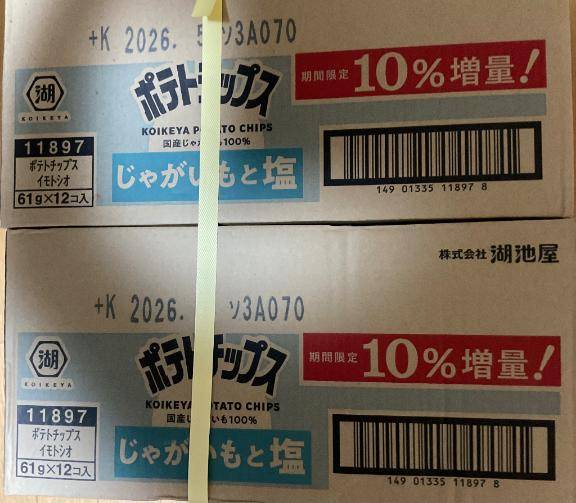 +K 2026. 5 ソ3A070
湖
KOIKEYA
ポテトチップス
期間限定 10%増量!
KOIKEYA POTATO CHIPS
国産じゃがいも100%
11897
ポテトチップス
イモトシオ
61g×12コ入
じゃがいもと塩
149 01335 11897 8
株式会社 湖池屋
+K 2026. ソ3A070
湖
KOIKEYA
ポテトチップス
期間限定 10%増量!
KOIKEYA POTATO CHIPS
国産じゃがいも100%
11897
ポテトチップス
イモトシオ
61g×12コ入
じゃがいもと塩
149 01335 11897 8